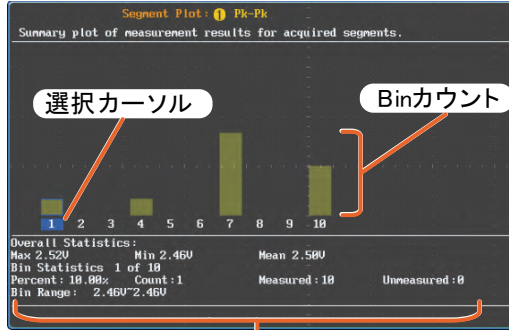 Segment Plot: 1 Pk-Pk
Summary plot of measurement results for acquired segments.
選択カーソル
Binカウント
1 2 3 4 5 6 7 8 9 10
Overall Statistics:
Max 2.52V Min 2.46V Mean 2.50V
Bin Statistics 1 of 10
Percent: 10.00% Count:1 Measured:10 Unmeasured:0
Bin Range: 2.46V~2.46V